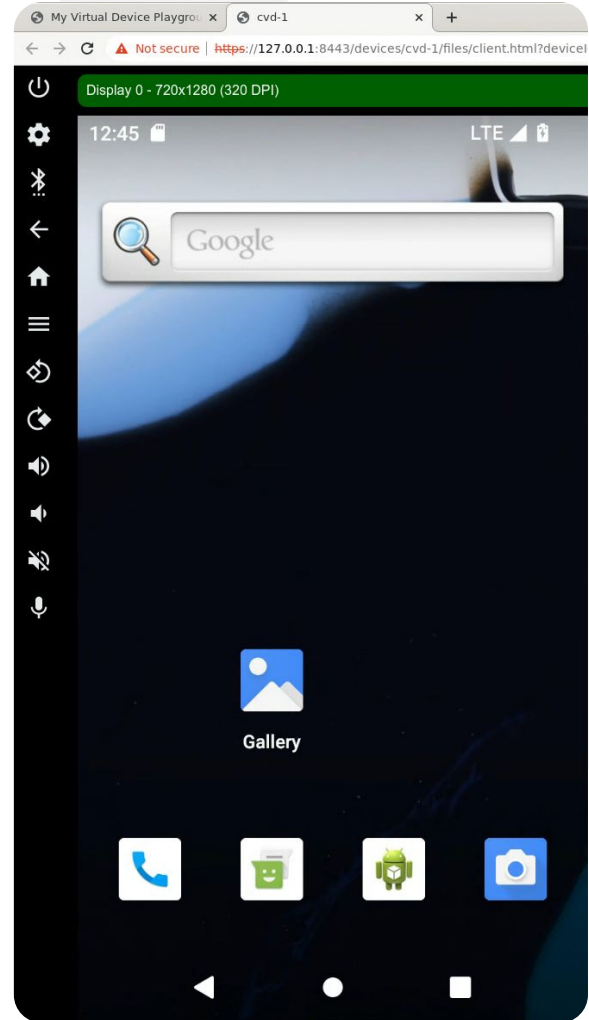 My Virtual Device Playgrou
cvd-1
Not secure | https://127.0.0.1:8443/devices/cvd-1/files/client.html?deviceI
Display 0 - 720x1280 (320 DPI)
12:45
LTE
Google
Gallery